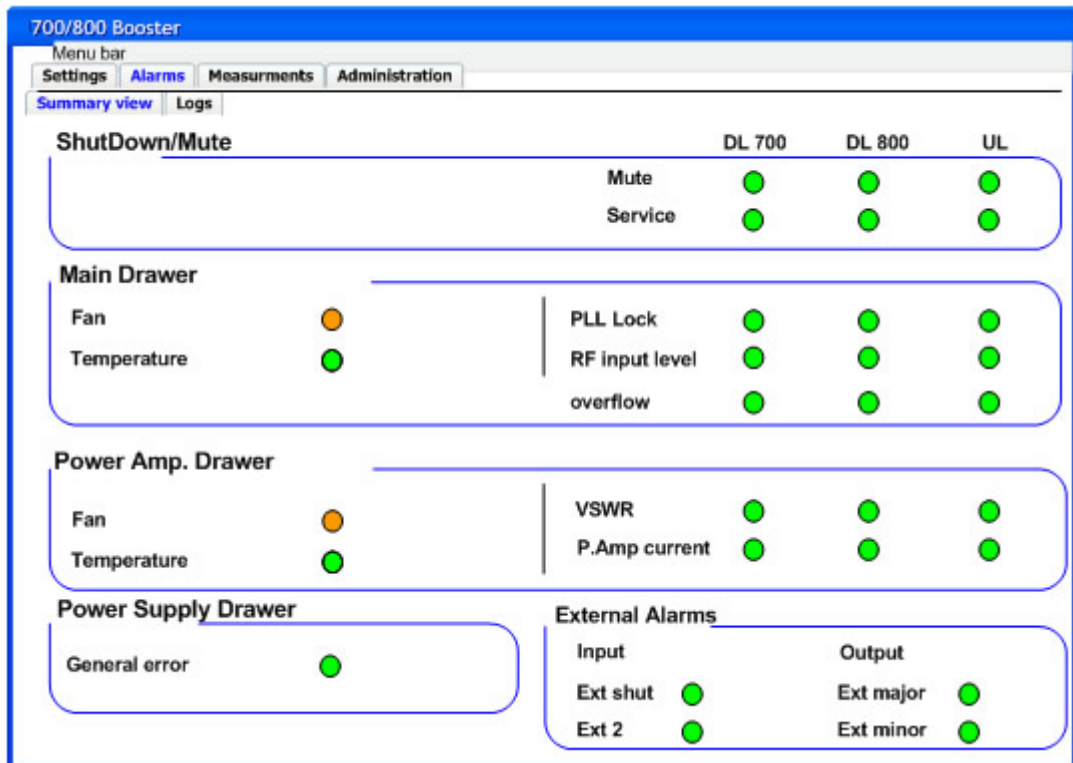 700/800 Booster
Menu bar
Settings Alarms Measurments Administration
Summary view Logs
ShutDown/Mute DL 700 DL 800 UL
Mute
Service
Main Drawer
Fan PLL Lock
Temperature RF input level
overflow
Power Amp. Drawer
Fan VSWR
Temperature P.Amp current
Power Supply Drawer External Alarms
General error Input Output
Ext shut Ext major
Ext 2 Ext minor